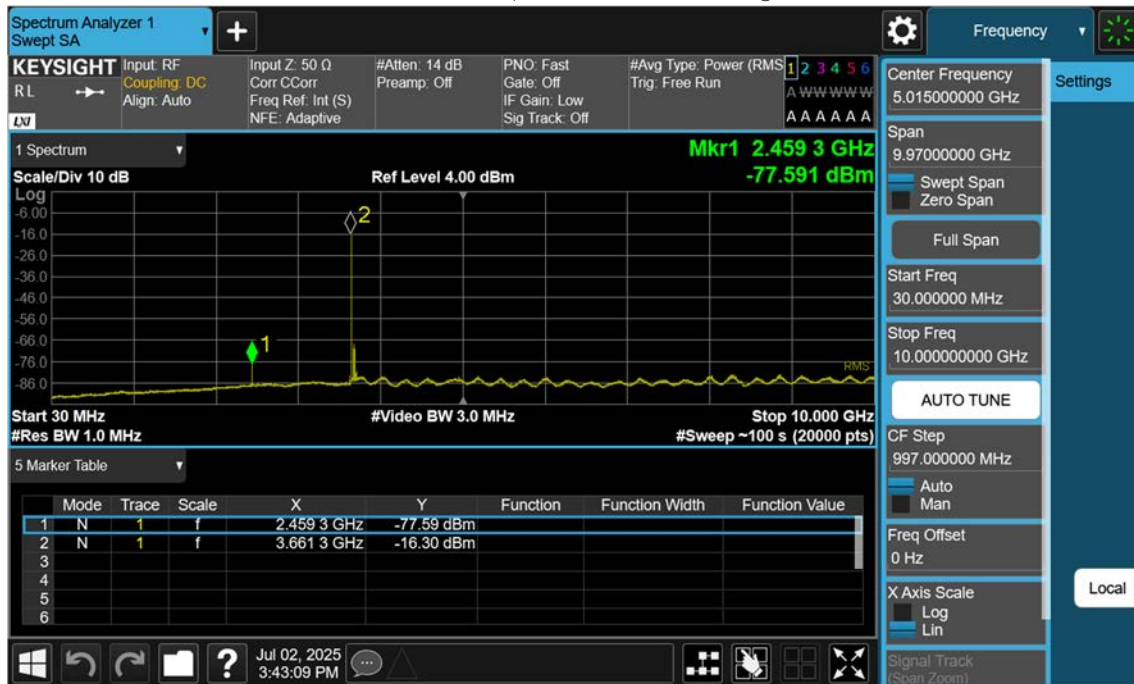 Spectrum Analyzer 1
Swept SA
+
Frequency
KEYSIGHT
RL
LXI
Input: RF
Coupling: DC
Align: Auto
Input Z: 50 Ω
Corr CCorr
Freq Ref: Int (S)
NFE: Adaptive
#Atten: 14 dB
Preamp: Off
PNO: Fast
Gate: Off
IF Gain: Low
Sig Track: Off
#Avg Type: Power (RMS
Trig: Free Run
1 2 3 4 5 6
A W W W W W
A A A A A A
1 Spectrum
Scale/Div 10 dB
Ref Level 4.00 dBm
Mkr1 2.459 3 GHz
-77.591 dBm
Log
-6.00
-16.0
-26.0
-36.0
-46.0
-56.0
-66.0
-76.0
-86.0
2
1
RMS
Start 30 MHz
#Video BW 3.0 MHz
Stop 10.000 GHz
#Res BW 1.0 MHz
#Sweep ~100 s (20000 pts)
5 Marker Table
Mode Trace Scale X Y Function Function Width Function Value
1 N 1 f 2.459 3 GHz -77.59 dBm
2 N 1 f 3.661 3 GHz -16.30 dBm
3
4
5
6
?
Jul 02, 2025
3:43:09 PM
Center Frequency
5.015000000 GHz
Span
9.97000000 GHz
Swept Span
Zero Span
Full Span
Start Freq
30.000000 MHz
Stop Freq
10.000000000 GHz
AUTO TUNE
CF Step
997.000000 MHz
Auto
Man
Freq Offset
0 Hz
X Axis Scale
Log
Lin
Signal Track
(Span Zoom)
Settings
Local